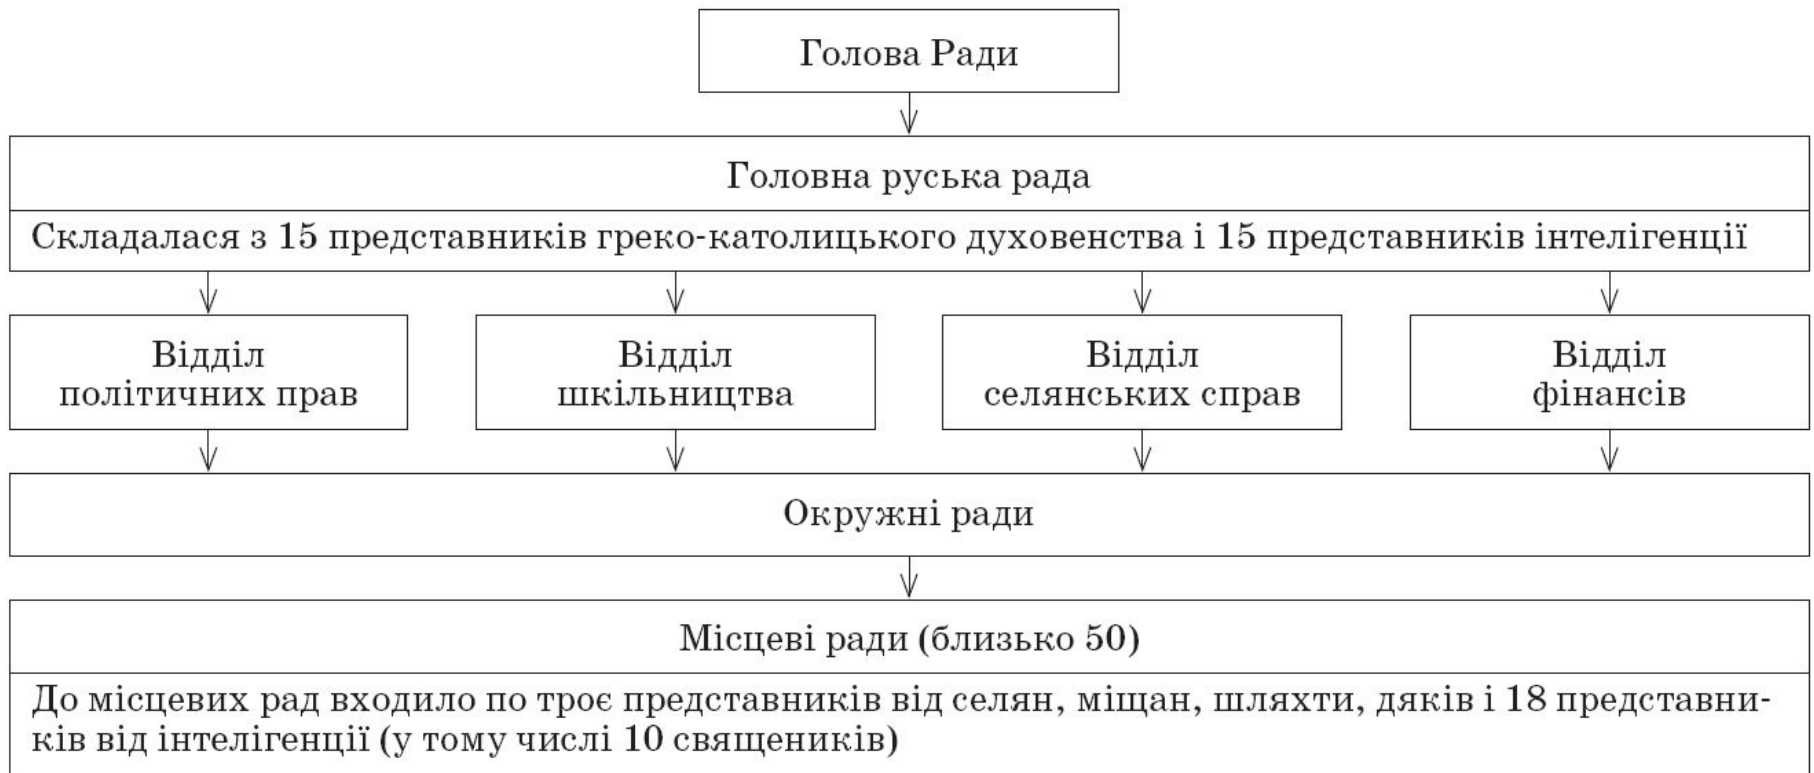 Голова Ради
Головна руська рада
Складалася з 15 представників греко-католицького духовенства і 15 представників інтелігенції
Відділ
політичних прав
Відділ
шкільництва
Відділ
селянських справ
Відділ
фінансів
Окружні ради
Місцеві ради (близько 50)
До місцевих рад входило по троє представників від селян, міщан, шляхти, дяків і 18 представни-
ків від інтелігенції (у тому числі 10 священиків)